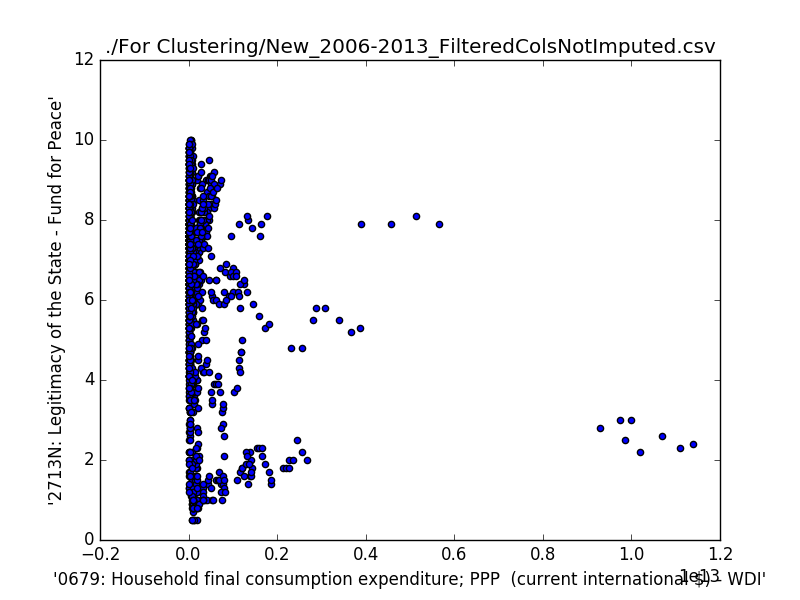 ./For Clustering/New_2006-2013_FilteredColsNotImputed.csv
12
10
8
6
4
2
0
'2713N: Legitimacy of the State - Fund for Peace'
−0.2 0.0 0.2 0.4 0.6 0.8 1.0 1.2
1e13
'0679: Household final consumption expenditure; PPP (current international $) - WDI'